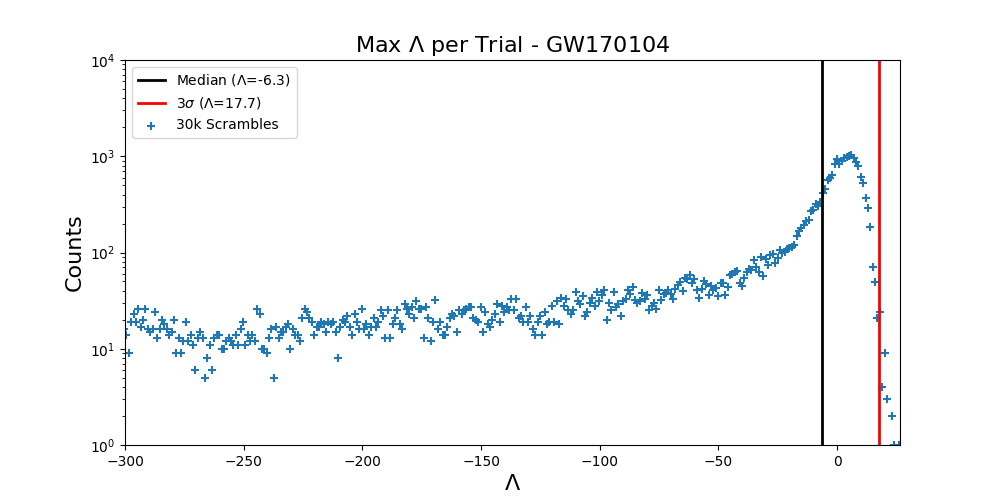 Max Λ per Trial - GW170104
Median (Λ=-6.3)
3σ (Λ=17.7)
30k Scrambles
Counts
10⁴
10³
10²
10¹
10⁰
−300 −250 −200 −150 −100 −50 0
Λ